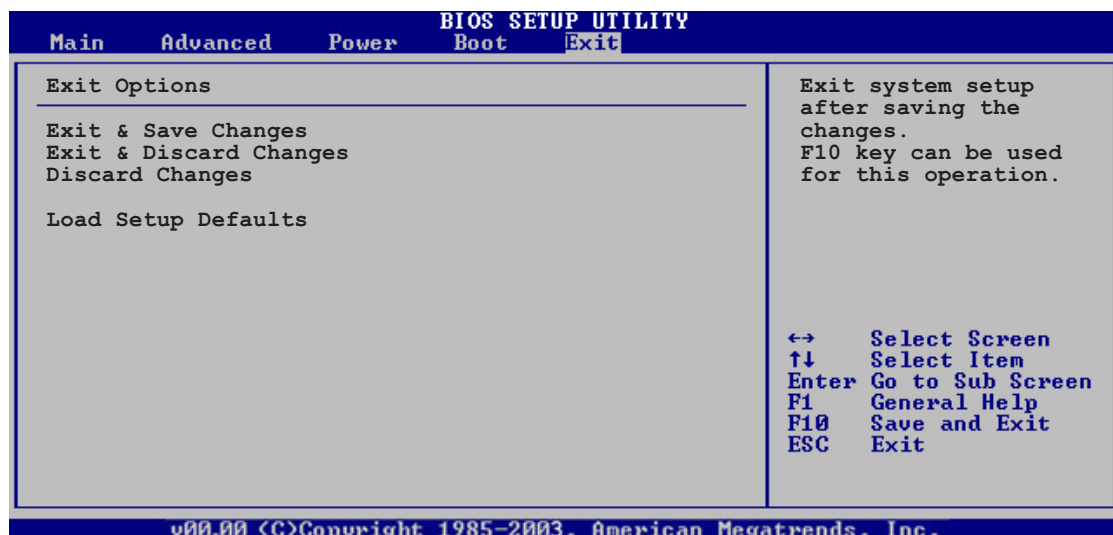 BIOS SETUP UTILITY
Main Advanced Power Boot Exit
Exit Options
Exit & Save Changes
Exit & Discard Changes
Discard Changes
Load Setup Defaults
Exit system setup
after saving the
changes.
F10 key can be used
for this operation.
←→ Select Screen
↑↓ Select Item
Enter Go to Sub Screen
F1 General Help
F10 Save and Exit
ESC Exit
v00.00 (C)Copyright 1985-2003, American Megatrends, Inc.